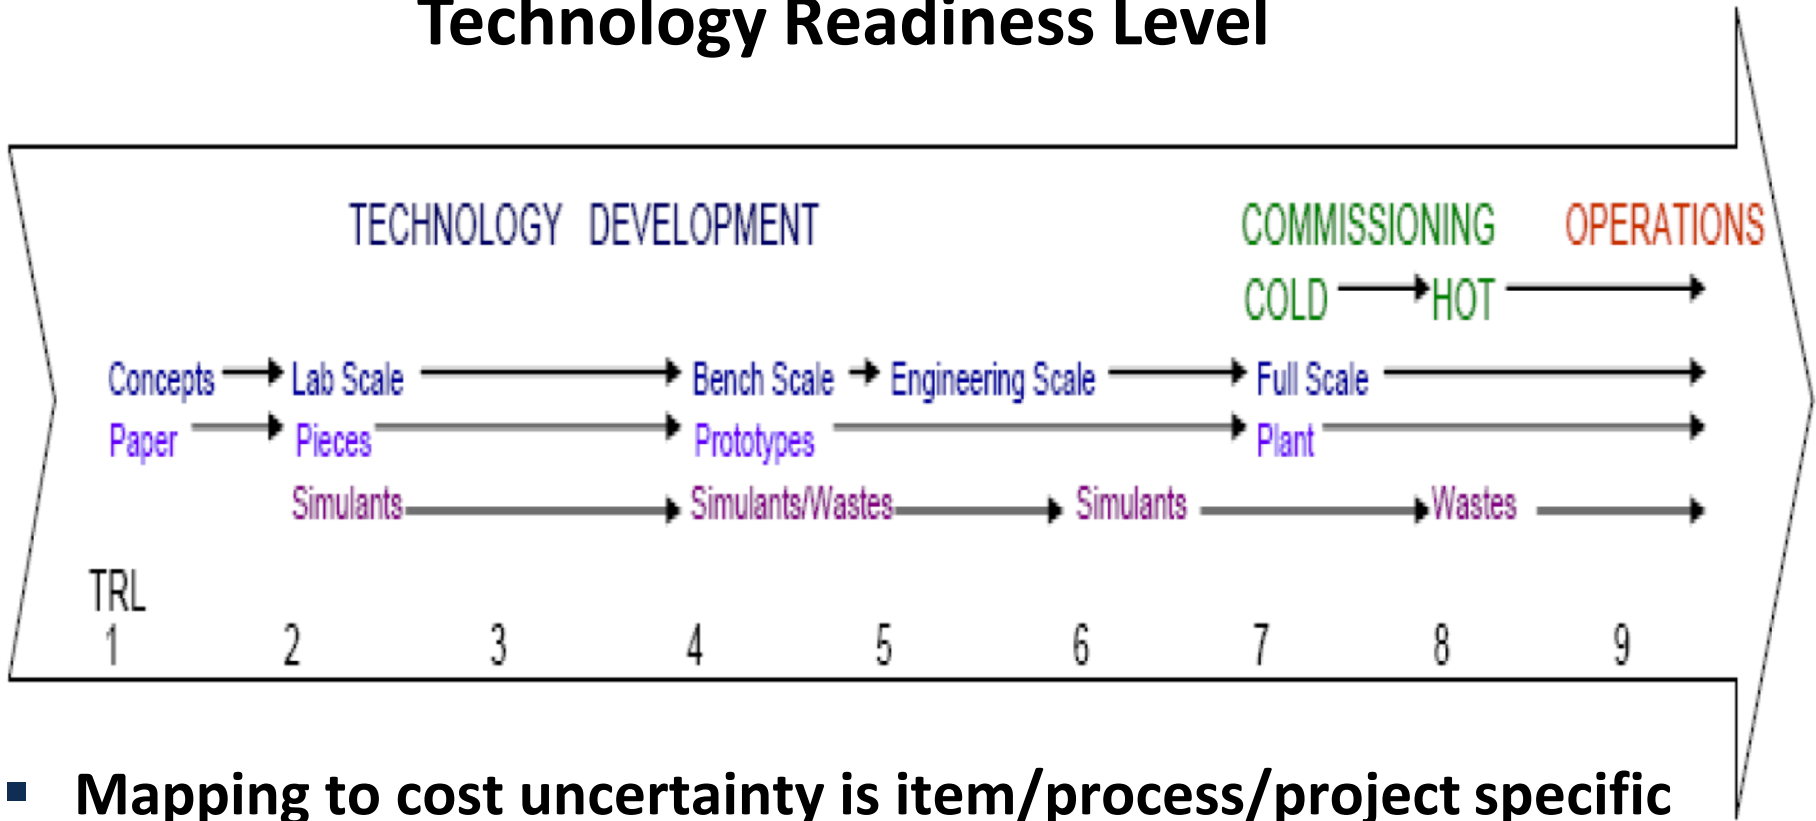 Technology Readiness Level
TECHNOLOGY DEVELOPMENT COMMISSIONING OPERATIONS
COLD HOT
Concepts Lab Scale Bench Scale Engineering Scale Full Scale
Paper Pieces Prototypes Plant
Simulants Simulants/Wastes Simulants Wastes
TRL
1 2 3 4 5 6 7 8 9
▪ Mapping to cost uncertainty is item/process/project specific